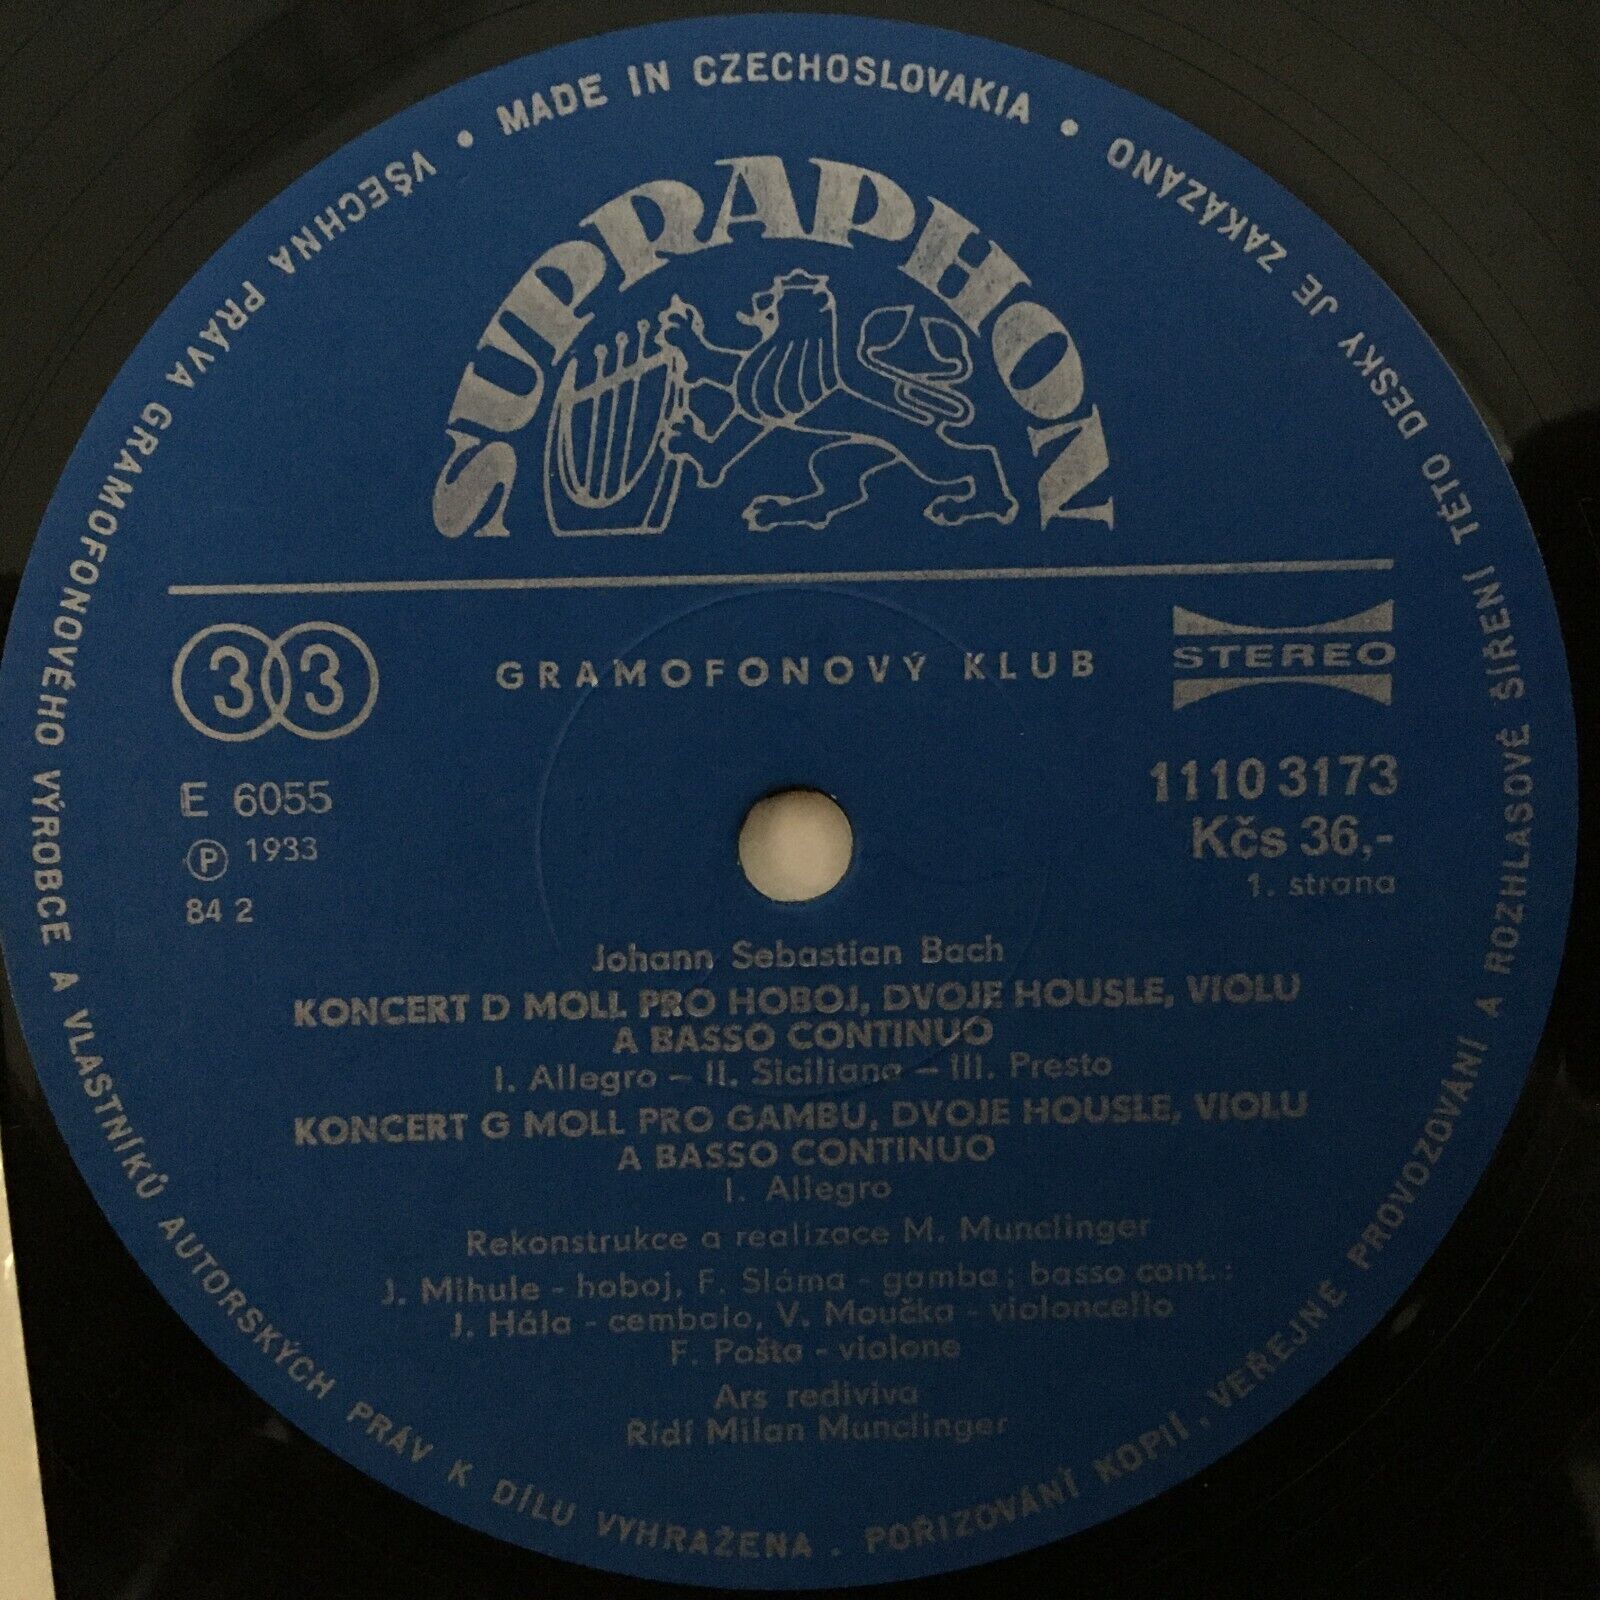 MADE IN CZECHOSLOVAKIA •
VŠECHNA PRÁVA GRAMOFONOVÉHO VÝROBCE A VLASTNÍKŮ AUTORSKÝCH PRÁV K DÍLU VYHRAŽENA. POŘIZOVÁNÍ KOPIÍ, VEŘEJNÉ PROVOZOVÁNÍ A ROZHLASOVÉ ŠÍŘENÍ TÉTO DESKY JE ZAKÁZÁNO •
SUPRAPHON
33
GRAMOFONOVÝ KLUB
STEREO
E 6055
1110 3173
Ⓟ 1933
Kčs 36,-
84 2
1. strana
Johann Sebastian Bach
KONCERT D MOLL PRO HOBOJ, DVOJE HOUSLE, VIOLU
A BASSO CONTINUO
I. Allegro – II. Siciliana – III. Presto
KONCERT G MOLL PRO GAMBU, DVOJE HOUSLE, VIOLU
A BASSO CONTINUO
I. Allegro
Rekonstrukce a realizace M. Munclinger
J. Mihule - hoboj, F. Sláma - gamba; basso cont.:
J. Hála - cembalo, V. Moučka - violoncello
F. Pošta - violone
Ars rediviva
Řídí Milan Munclinger